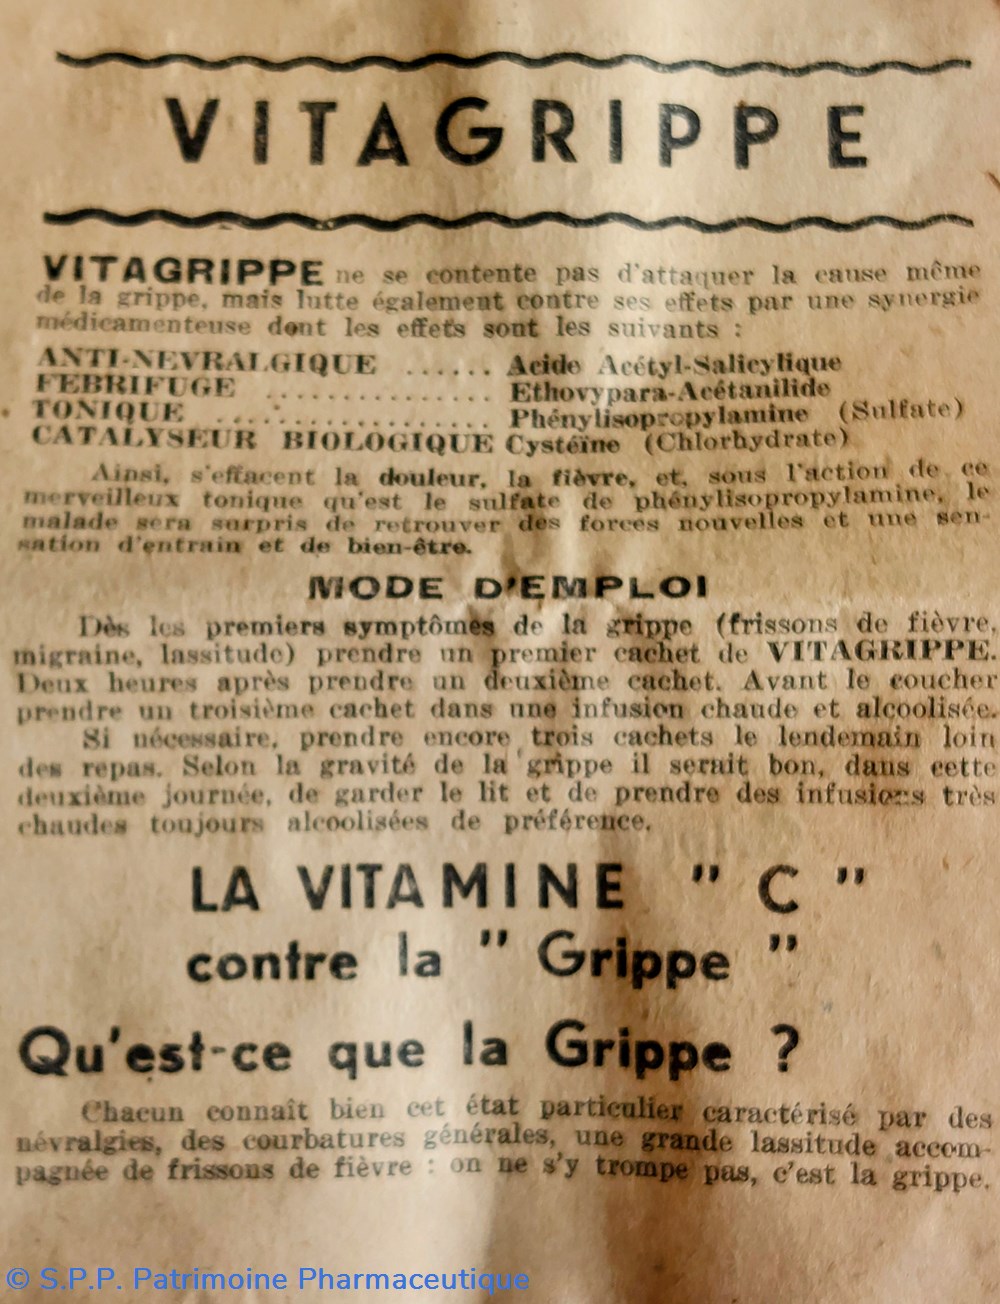 VITAGRIPPE
VITAGRIPPE ne se contente pas d'attaquer la cause même
de la grippe, mais lutte également contre ses effets par une synergie
médicamenteuse dont les effets sont les suivants :
ANTI-NEVRALGIQUE ...... Acide Acétyl-Salicylique
FEBRIFUGE .............. Ethovypara-Acétanilide
TONIQUE ................. Phénylisopropylamine (Sulfate)
CATALYSEUR BIOLOGIQUE Cystéine (Chlorhydrate)
Ainsi, s'effacent la douleur, la fièvre, et, sous l'action de ce
merveilleux tonique qu'est le sulfate de phénylisopropylamine, le
malade sera surpris de retrouver des forces nouvelles et une sen-
sation d'entrain et de bien-être.
MODE D'EMPLOI
Dès les premiers symptômes de la grippe (frissons de fièvre,
migraine, lassitude) prendre un premier cachet de VITAGRIPPE.
Deux heures après prendre un deuxième cachet. Avant le coucher
prendre un troisième cachet dans une infusion chaude et alcoolisée.
Si nécessaire, prendre encore trois cachets le lendemain loin
des repas. Selon la gravité de la grippe il serait bon, dans cette
deuxième journée, de garder le lit et de prendre des infusions très
chaudes toujours alcoolisées de préférence.
LA VITAMINE " C "
contre la " Grippe "
Qu'est-ce que la Grippe ?
Chacun connaît bien cet état particulier caractérisé par des
névralgies, des courbatures générales, une grande lassitude accom-
pagnée de frissons de fièvre : on ne s'y trompe pas, c'est la grippe.
© S.P.P. Patrimoine Pharmaceutique